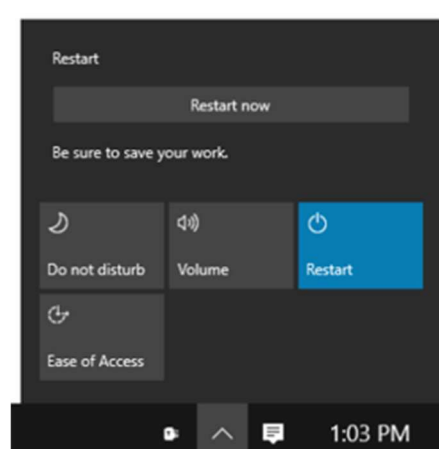 Restart
Restart now
Be sure to save your work.
Do not disturb
Volume
Restart
Ease of Access
1:03 PM